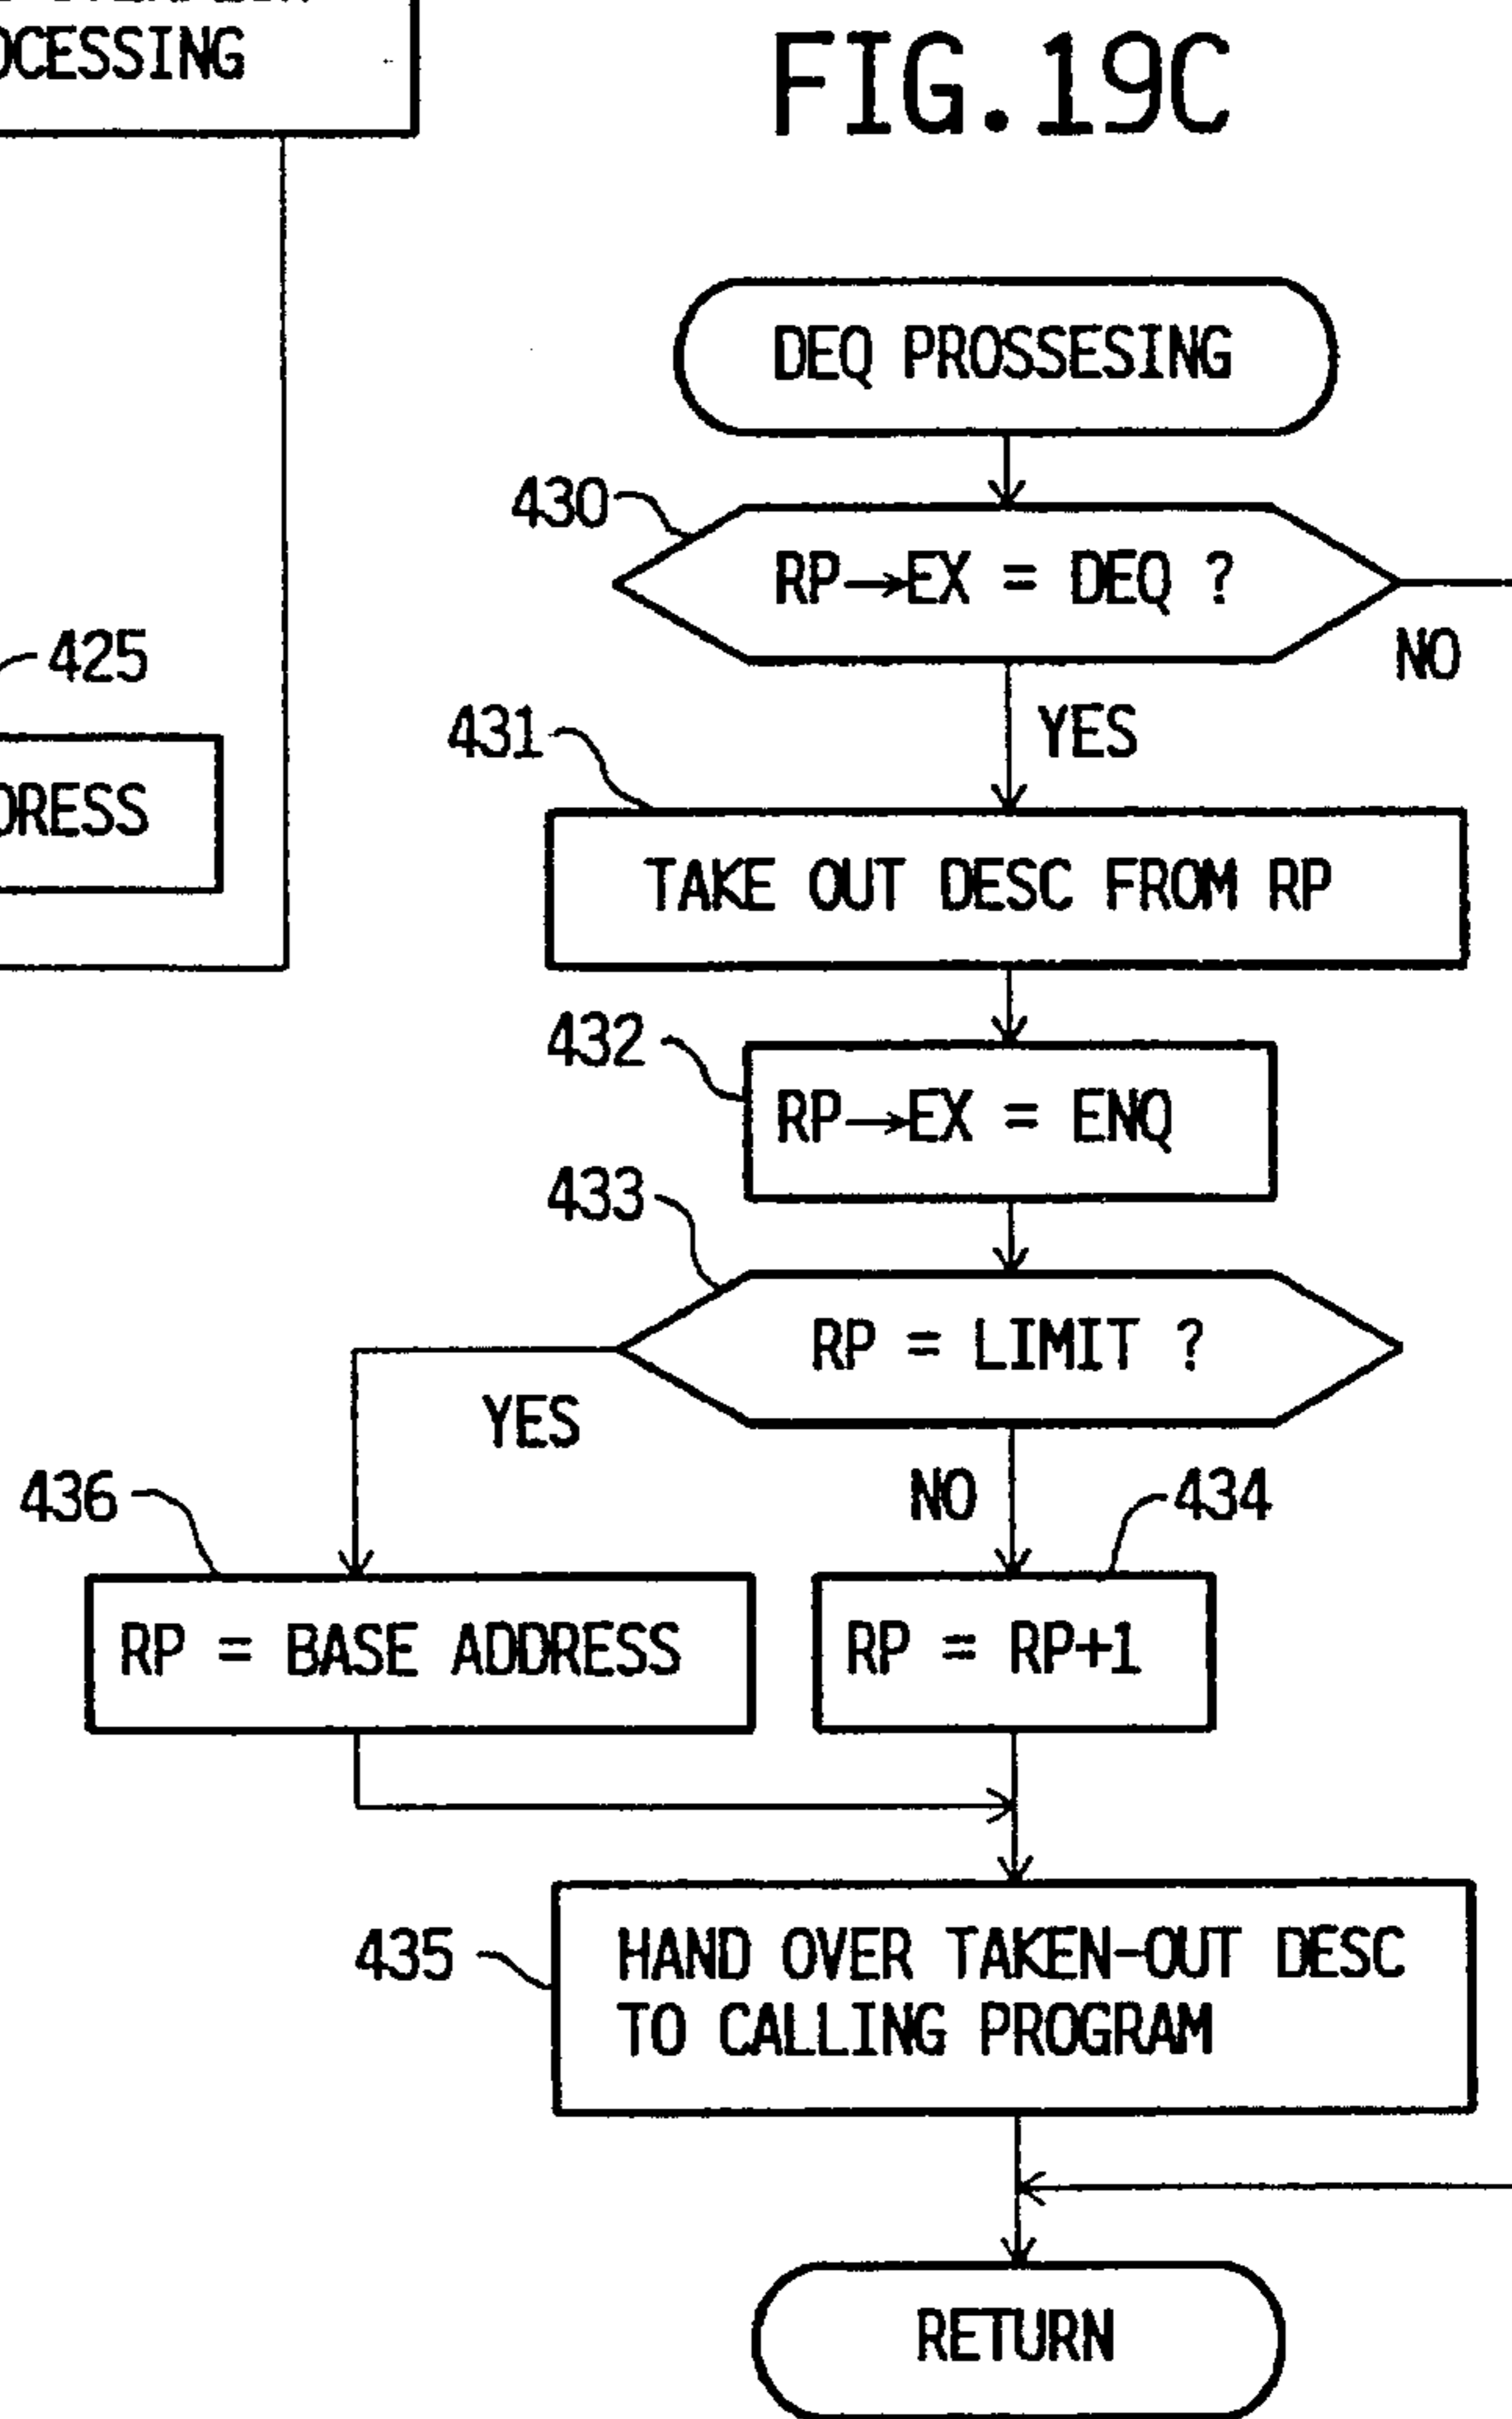 OCESSING
FIG.19C
DEQ PROSSESING
430
RP→EX = DEQ ?
NO
425
431
YES
DRESS
TAKE OUT DESC FROM RP
432
RP→EX = ENQ
433
RP = LIMIT ?
YES
436
NO
434
RP = BASE ADDRESS
RP = RP+1
435
HAND OVER TAKEN-OUT DESC
TO CALLING PROGRAM
RETURN